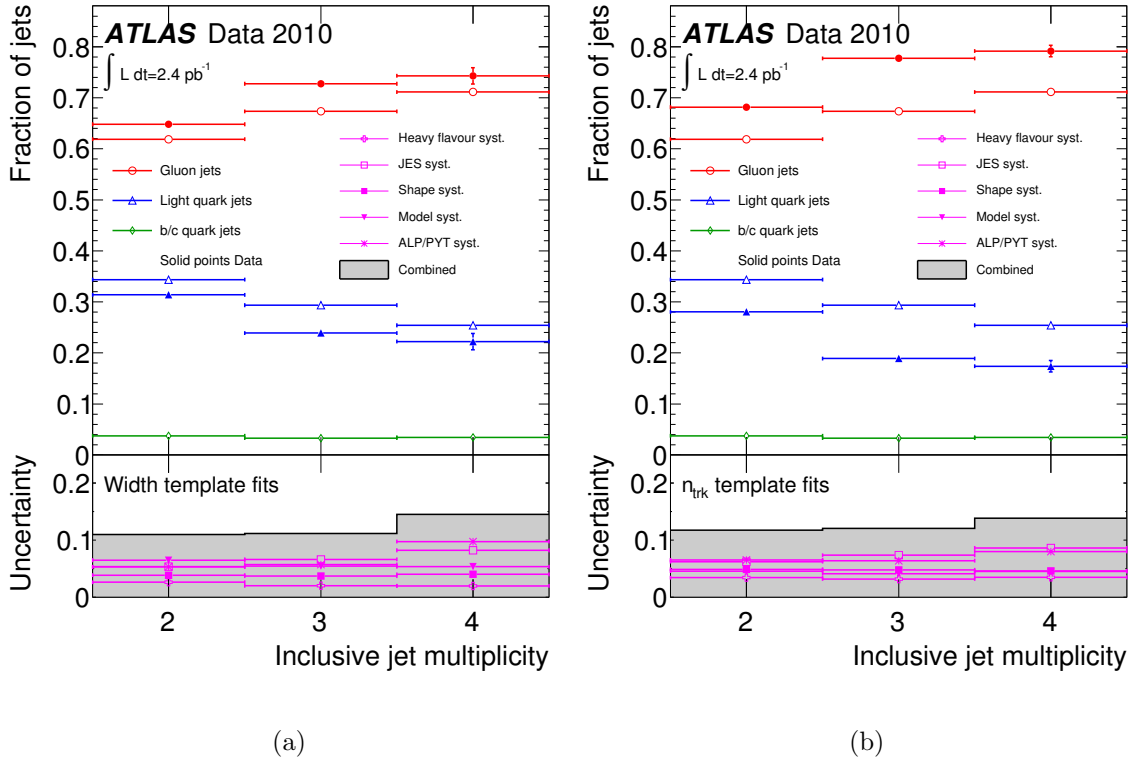 ATLAS Data 2010
∫ L dt=2.4 pb⁻¹
Fraction of jets
0.8
0.7
0.6
0.5
0.4
0.3
0.2
0.1
0
Gluon jets
Light quark jets
b/c quark jets
Solid points Data
Heavy flavour syst.
JES syst.
Shape syst.
Model syst.
ALP/PYT syst.
Combined
Uncertainty
0.2
0.1
0
Width template fits
2 3 4
Inclusive jet multiplicity
(a)
ATLAS Data 2010
∫ L dt=2.4 pb⁻¹
Fraction of jets
0.8
0.7
0.6
0.5
0.4
0.3
0.2
0.1
0
Gluon jets
Light quark jets
b/c quark jets
Solid points Data
Heavy flavour syst.
JES syst.
Shape syst.
Model syst.
ALP/PYT syst.
Combined
Uncertainty
0.2
0.1
0
n_trk template fits
2 3 4
Inclusive jet multiplicity
(b)